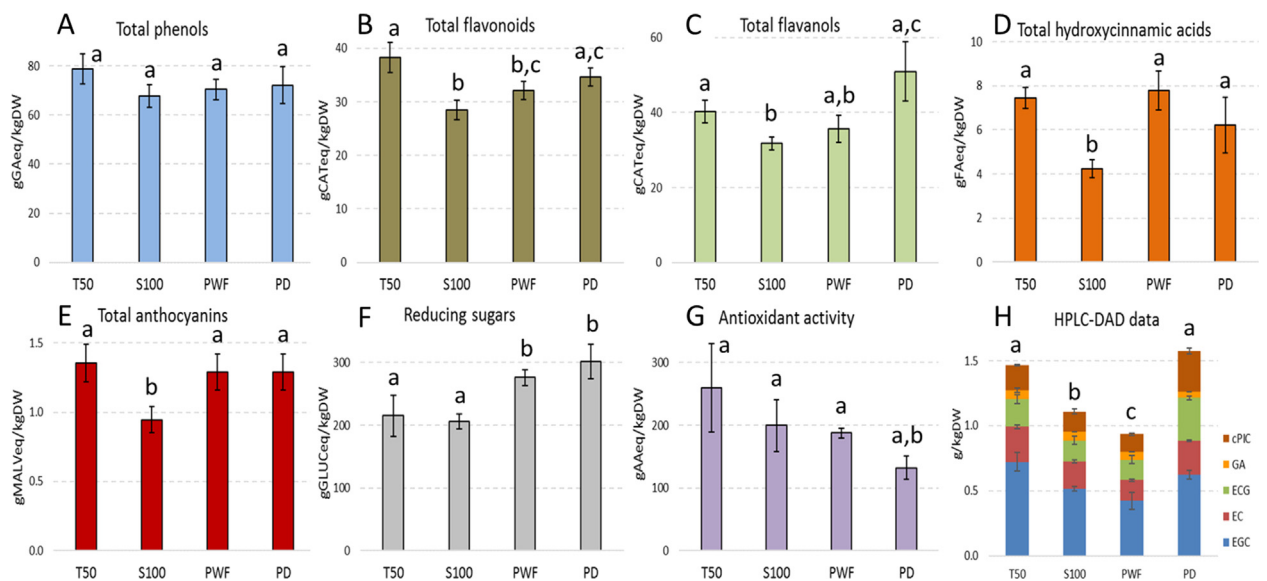 A Total phenols
80
60
40
20
0
gGAeq/kgDW
a a a a
T50 S100 PWF PD
B Total flavonoids
40
30
20
10
0
gCATeq/kgDW
a b b,c a,c
T50 S100 PWF PD
C Total flavanols
60
40
20
0
gCATeq/kgDW
a b a,b a,c
T50 S100 PWF PD
D Total hydroxycinnamic acids
10
8
6
4
2
0
gFAeq/kgDW
a b a a
T50 S100 PWF PD
E Total anthocyanins
1.5
1.0
0.5
0.0
gMALVeq/kgDW
a b a a
T50 S100 PWF PD
F Reducing sugars
300
200
100
0
gGLUCeq/kgDW
a a b b
T50 S100 PWF PD
G Antioxidant activity
300
200
100
0
gAAeq/kgDW
a a a a,b
T50 S100 PWF PD
H HPLC-DAD data
1.5
1.0
0.5
0.0
g/kgDW
a b c a
T50 S100 PWF PD
cPIC
GA
ECG
EC
EGC